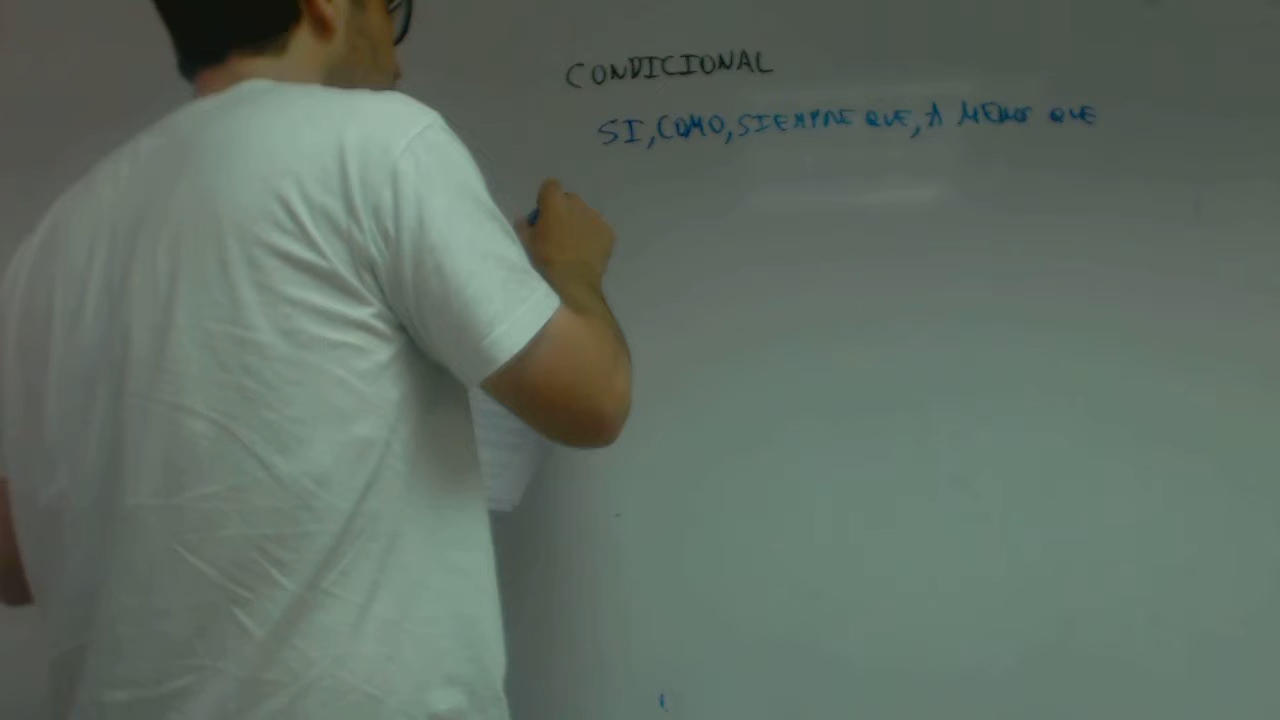 CONDICIONAL
SI, COMO, SIEMPRE QUE, A MENOS QUE